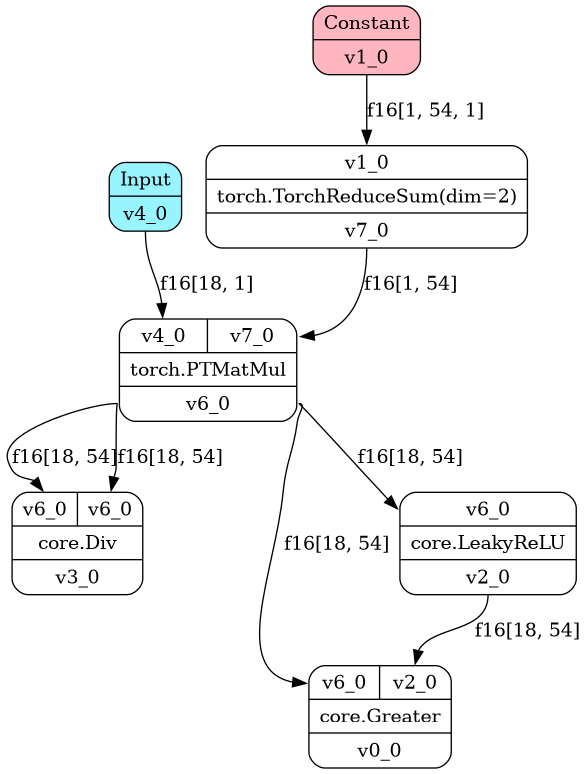 Constant
v1_0
f16[1, 54, 1]
v1_0
torch.TorchReduceSum(dim=2)
v7_0
Input
v4_0
f16[18, 1]
f16[1, 54]
v4_0 v7_0
torch.PTMatMul
v6_0
f16[18, 54]
f16[18, 54]
f16[18, 54]
v6_0 v6_0
core.Div
v3_0
f16[18, 54]
v6_0
core.LeakyReLU
v2_0
f16[18, 54]
v6_0 v2_0
core.Greater
v0_0